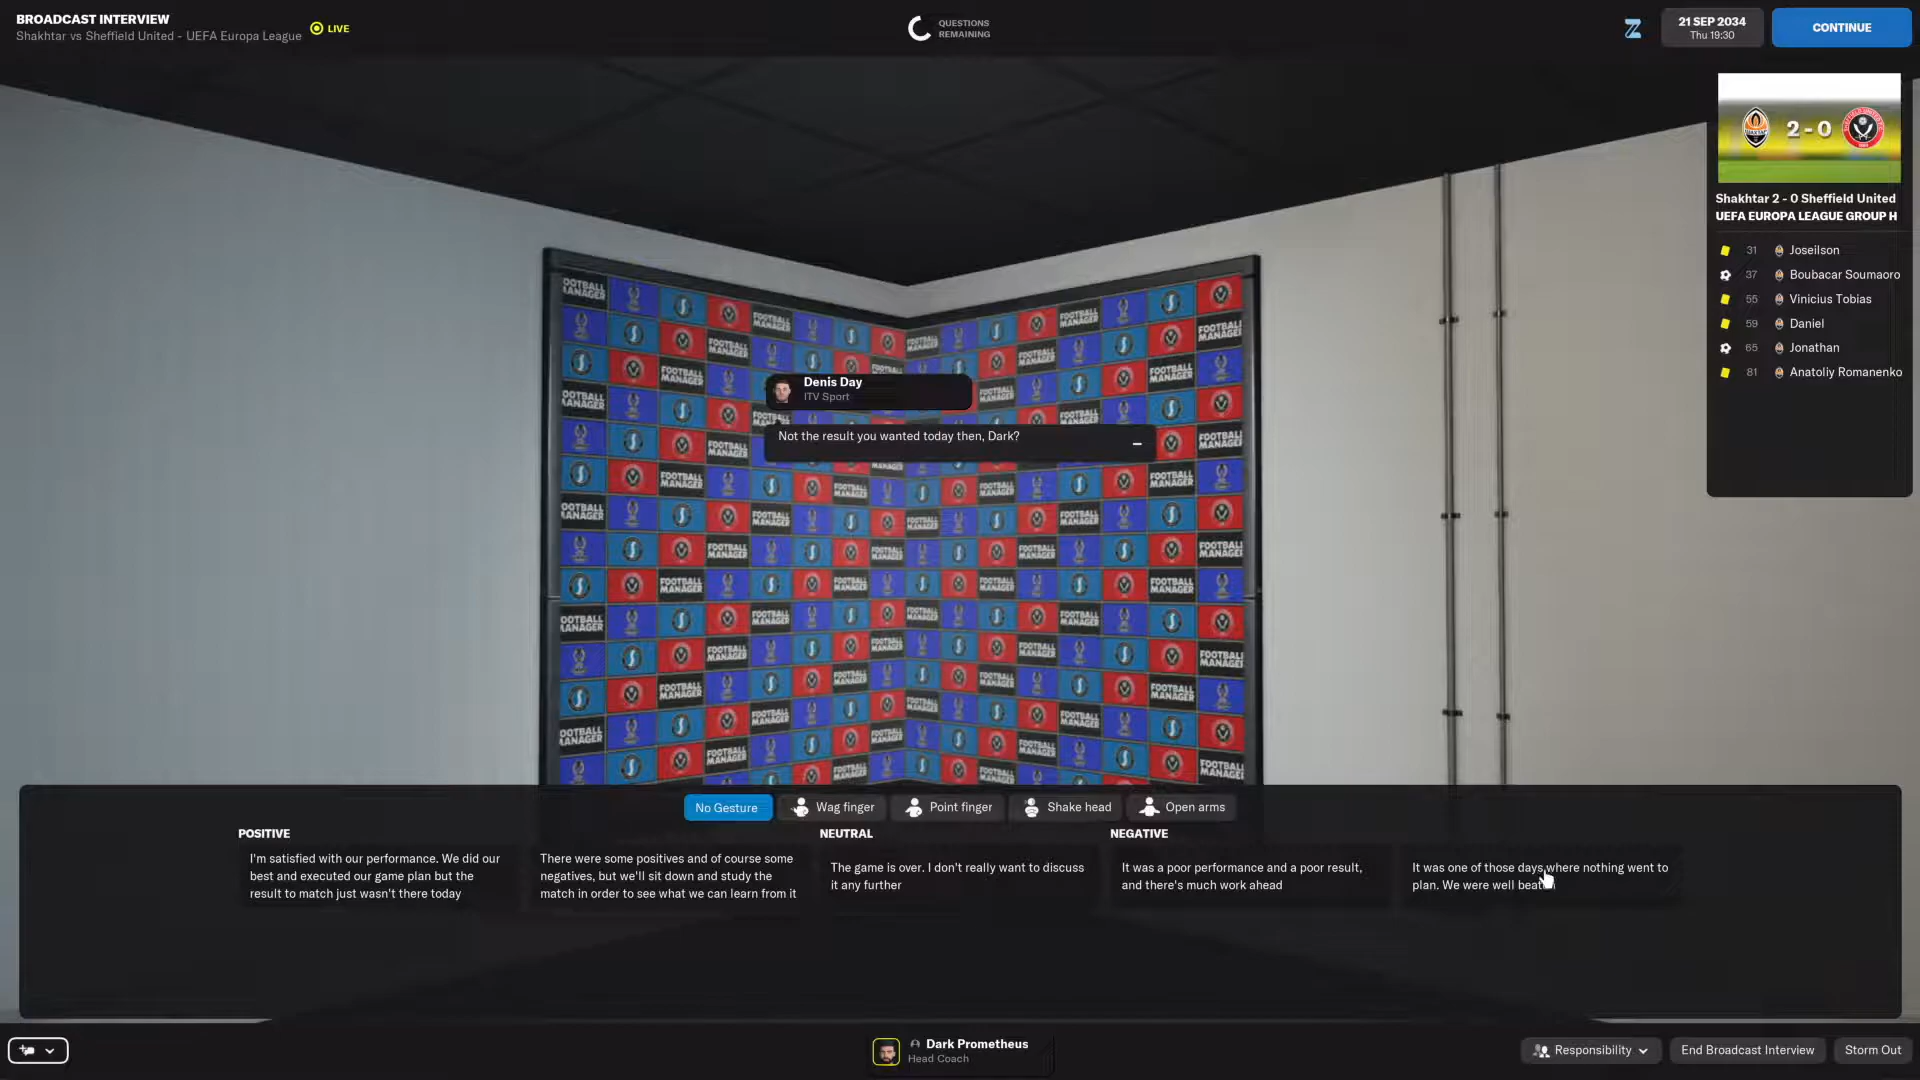 BROADCAST INTERVIEW
Shakhtar vs Sheffield United - UEFA Europa League
LIVE
QUESTIONS
REMAINING
21 SEP 2034
Thu 19:30
CONTINUE
2 - 0
Shakhtar 2 - 0 Sheffield United
UEFA EUROPA LEAGUE GROUP H
31 Joseilson
37 Boubacar Soumaoro
55 Vinicius Tobias
59 Daniel
65 Jonathan
81 Anatoliy Romanenko
FOOTBALL
MANAGER
Denis Day
ITV Sport
Not the result you wanted today then, Dark?
No Gesture
Wag finger
Point finger
Shake head
Open arms
POSITIVE
NEUTRAL
NEGATIVE
I'm satisfied with our performance. We did our
best and executed our game plan but the
result to match just wasn't there today
There were some positives and of course some
negatives, but we'll sit down and study the
match in order to see what we can learn from it
The game is over. I don't really want to discuss
it any further
It was a poor performance and a poor result,
and there's much work ahead
It was one of those days where nothing went to
plan. We were well beaten
Dark Prometheus
Head Coach
Responsibility
End Broadcast Interview
Storm Out